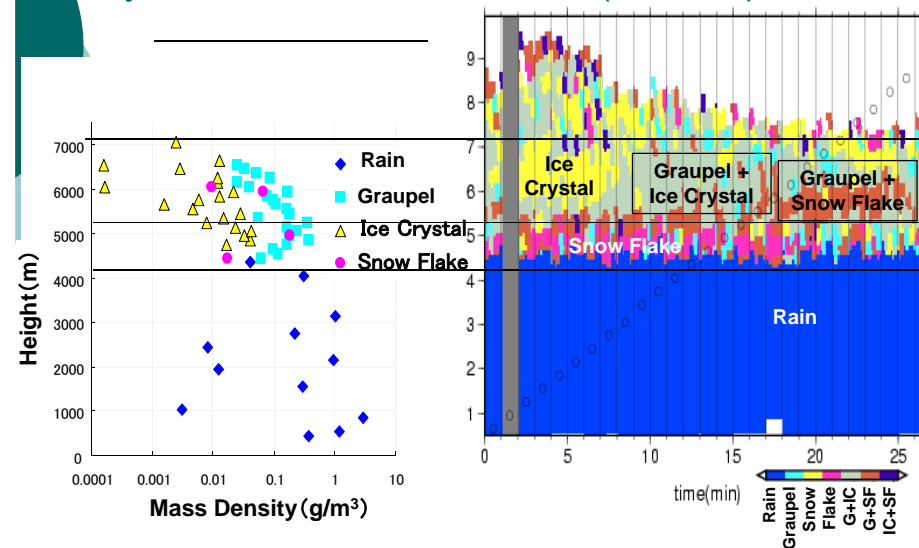 7000
6000
5000
4000
3000
2000
1000
0
0.0001
0.001
0.01
0.1
1
10
Height(m)
Mass Density(g/m³)
Rain
Graupel
Ice Crystal
Snow Flake
9
8
7
6
5
4
3
2
1
0
5
10
15
20
25
time(min)
Ice
Crystal
Graupel +
Ice Crystal
Graupel +
Snow Flake
Snow Flake
Rain
Rain
Graupel
Snow
Flake
G+IC
G+SF
IC+SF